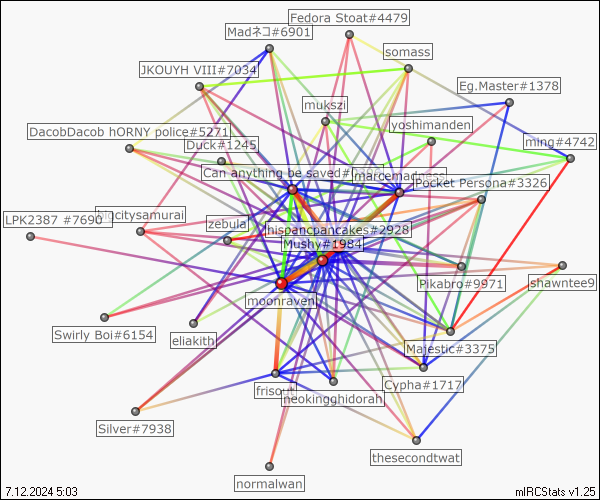 Fedora Stoat#4479
Madネコ#6901
somass
JKOUYH VIII#7034
Eg.Master#1378
mukszi
lyoshimanden
DacobDacob hORNY police#5271
Duck#1245
ming#4742
Can anything be saved
marcemadness
Pocket Persona#3326
LPK2387 #7690
bigcitysamurai
zebula
hispancpancakes#2928
Mushy#1984
moonraven
Pikabro#9971
shawntee9
Swirly Boi#6154
eliakith
Majestic#3375
frisout
neokingghidorah
Cypha#1717
Silver#7938
thesecondtwat
normalwan
7.12.2024 5:03
mIRCStats v1.25